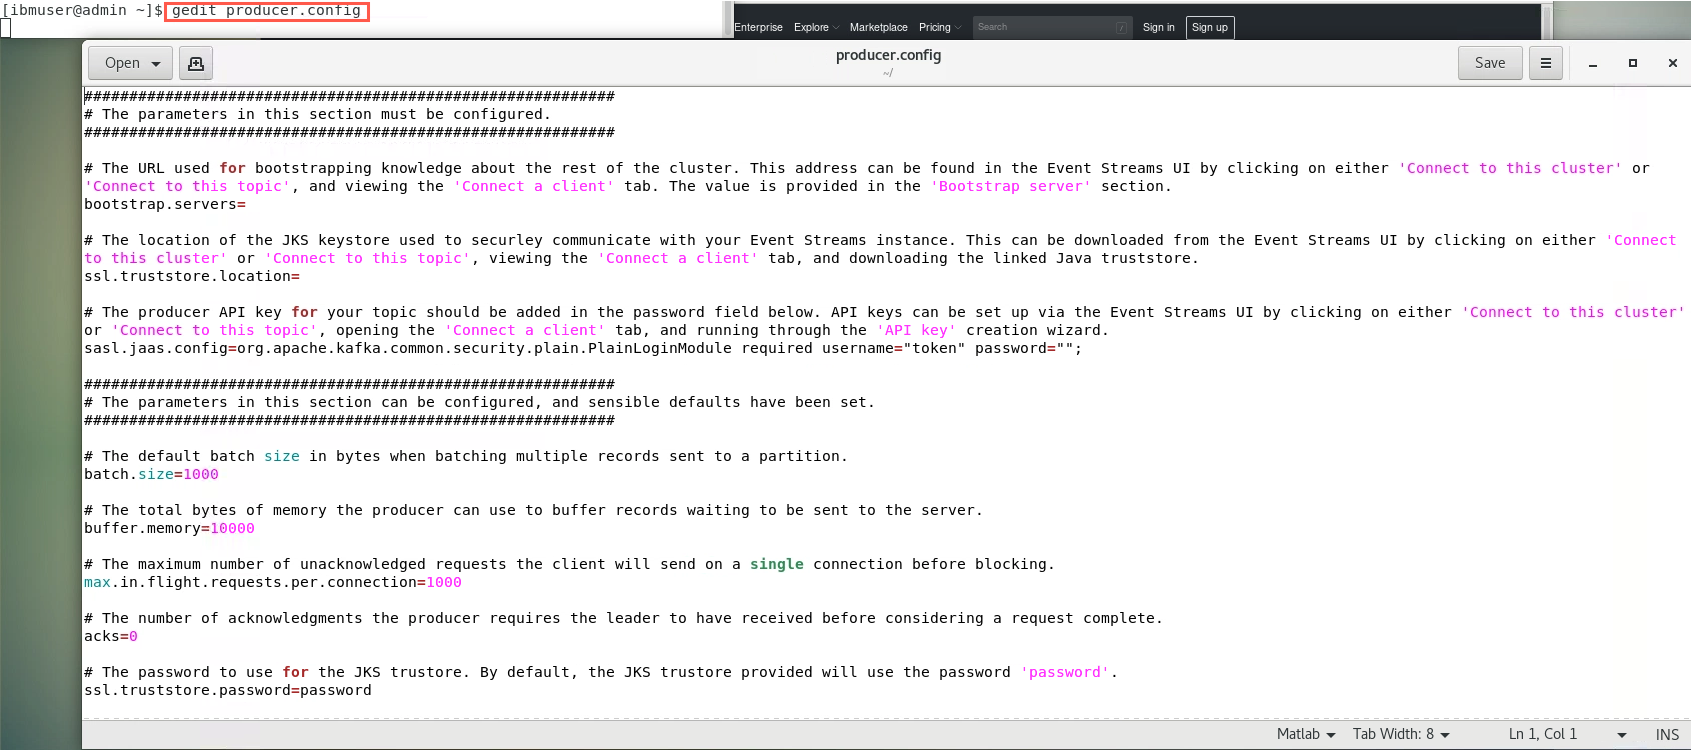 [ibmuser@admin ~]$ gedit producer.config
Enterprise Explore Marketplace Pricing Search / Sign in Sign up
Open producer.config Save
~/
###########################################################
# The parameters in this section must be configured.
###########################################################
# The URL used for bootstrapping knowledge about the rest of the cluster. This address can be found in the Event Streams UI by clicking on either 'Connect to this cluster' or
'Connect to this topic', and viewing the 'Connect a client' tab. The value is provided in the 'Bootstrap server' section.
bootstrap.servers=
# The location of the JKS keystore used to securley communicate with your Event Streams instance. This can be downloaded from the Event Streams UI by clicking on either 'Connect
to this cluster' or 'Connect to this topic', viewing the 'Connect a client' tab, and downloading the linked Java truststore.
ssl.truststore.location=
# The producer API key for your topic should be added in the password field below. API keys can be set up via the Event Streams UI by clicking on either 'Connect to this cluster'
or 'Connect to this topic', opening the 'Connect a client' tab, and running through the 'API key' creation wizard.
sasl.jaas.config=org.apache.kafka.common.security.plain.PlainLoginModule required username="token" password="";
###########################################################
# The parameters in this section can be configured, and sensible defaults have been set.
###########################################################
# The default batch size in bytes when batching multiple records sent to a partition.
batch.size=1000
# The total bytes of memory the producer can use to buffer records waiting to be sent to the server.
buffer.memory=10000
# The maximum number of unacknowledged requests the client will send on a single connection before blocking.
max.in.flight.requests.per.connection=1000
# The number of acknowledgments the producer requires the leader to have received before considering a request complete.
acks=0
# The password to use for the JKS trustore. By default, the JKS trustore provided will use the password 'password'.
ssl.truststore.password=password
Matlab Tab Width: 8 Ln 1, Col 1 INS